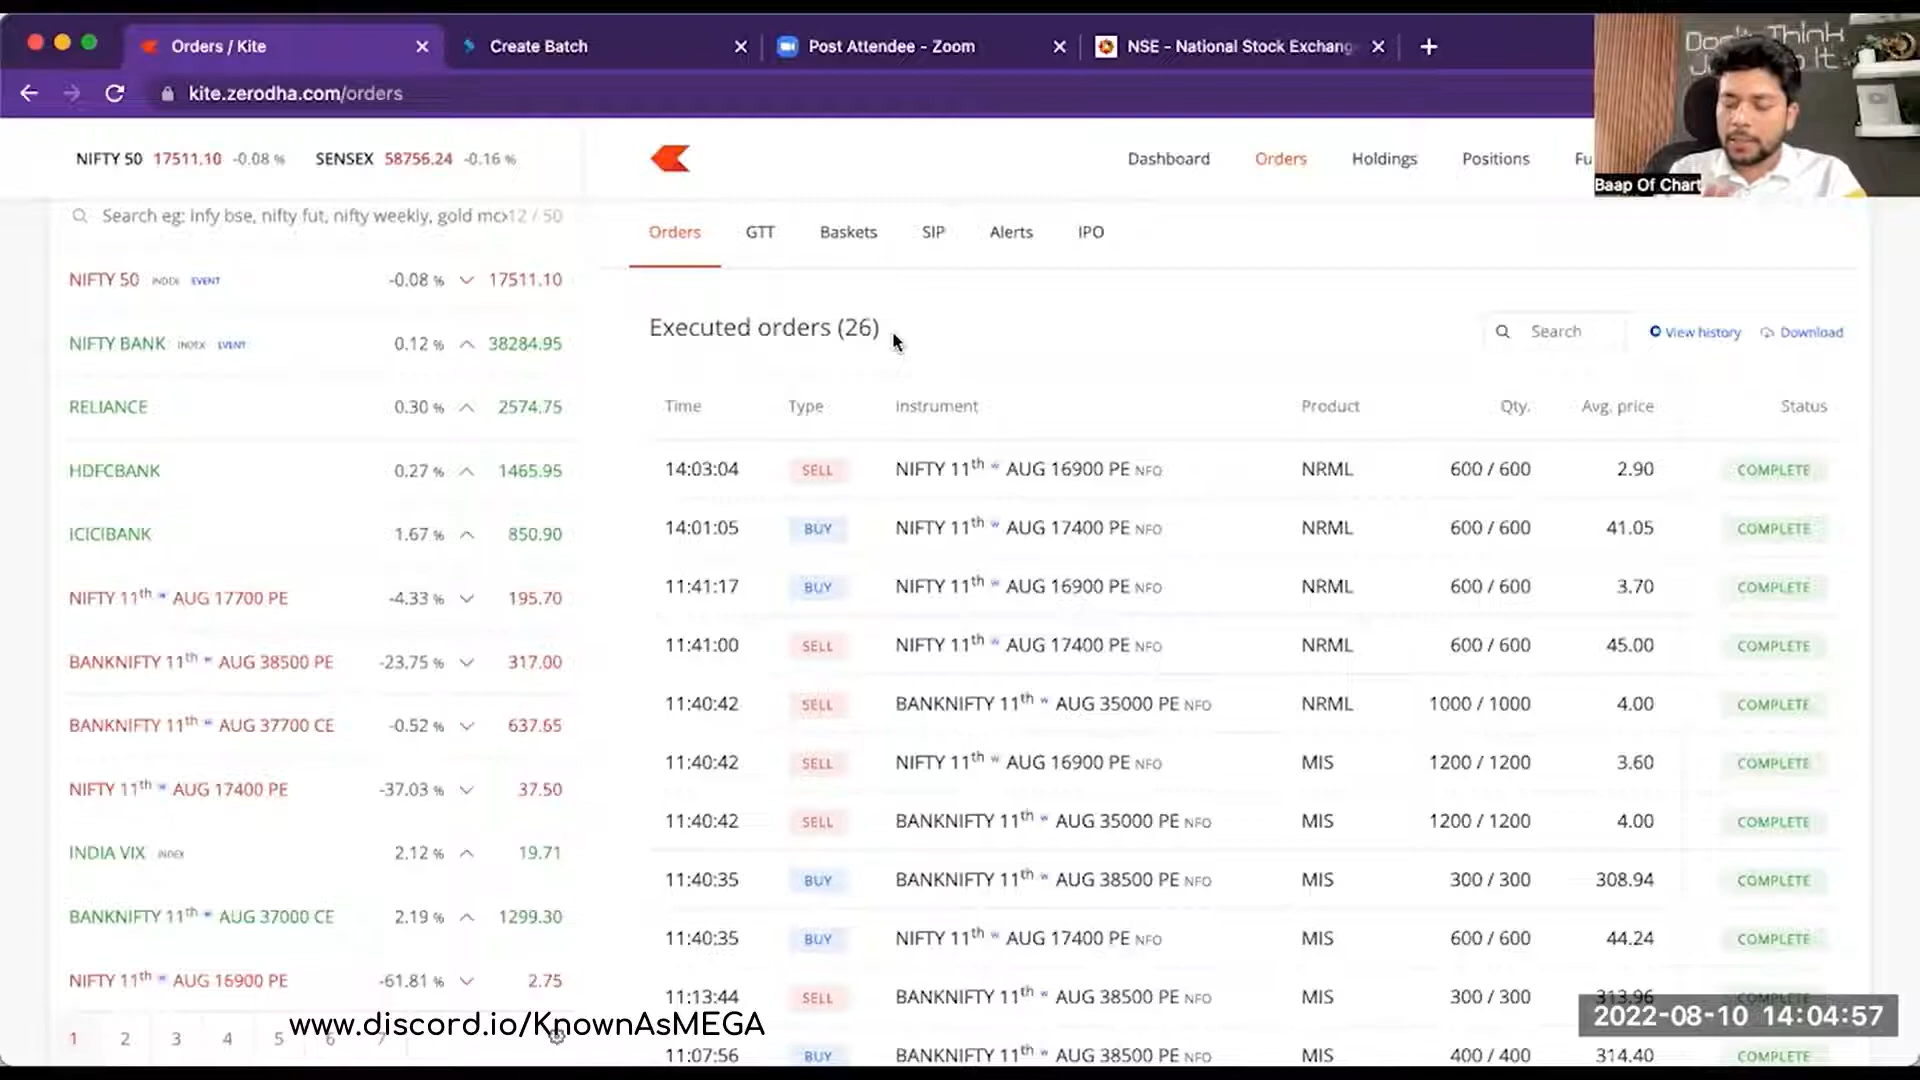 Orders / Kite
Create Batch
Post Attendee - Zoom
NSE - National Stock Exchang
kite.zerodha.com/orders
Don't Think
Baap Of Chart
NIFTY 50 17511.10 -0.08 % SENSEX 58756.24 -0.16 %
Dashboard Orders Holdings Positions Fu
Search eg: infy bse, nifty fut, nifty weekly, gold mcx 12 / 50
NIFTY 50 INDEX EVENT -0.08 % 17511.10
NIFTY BANK INDEX EVENT 0.12 % 38284.95
RELIANCE 0.30 % 2574.75
HDFCBANK 0.27 % 1465.95
ICICIBANK 1.67 % 850.90
NIFTY 11th w AUG 17700 PE -4.33 % 195.70
BANKNIFTY 11th w AUG 38500 PE -23.75 % 317.00
BANKNIFTY 11th w AUG 37700 CE -0.52 % 637.65
NIFTY 11th w AUG 17400 PE -37.03 % 37.50
INDIA VIX INDEX 2.12 % 19.71
BANKNIFTY 11th w AUG 37000 CE 2.19 % 1299.30
NIFTY 11th w AUG 16900 PE -61.81 % 2.75
1 2 3 4 5 6 7
Orders GTT Baskets SIP Alerts IPO
Executed orders (26)
Search View history Download
Time Type Instrument Product Qty. Avg. price Status
14:03:04 SELL NIFTY 11th w AUG 16900 PE NFO NRML 600 / 600 2.90 COMPLETE
14:01:05 BUY NIFTY 11th w AUG 17400 PE NFO NRML 600 / 600 41.05 COMPLETE
11:41:17 BUY NIFTY 11th w AUG 16900 PE NFO NRML 600 / 600 3.70 COMPLETE
11:41:00 SELL NIFTY 11th w AUG 17400 PE NFO NRML 600 / 600 45.00 COMPLETE
11:40:42 SELL BANKNIFTY 11th w AUG 35000 PE NFO NRML 1000 / 1000 4.00 COMPLETE
11:40:42 SELL NIFTY 11th w AUG 16900 PE NFO MIS 1200 / 1200 3.60 COMPLETE
11:40:42 SELL BANKNIFTY 11th w AUG 35000 PE NFO MIS 1200 / 1200 4.00 COMPLETE
11:40:35 BUY BANKNIFTY 11th w AUG 38500 PE NFO MIS 300 / 300 308.94 COMPLETE
11:40:35 BUY NIFTY 11th w AUG 17400 PE NFO MIS 600 / 600 44.24 COMPLETE
11:13:44 SELL BANKNIFTY 11th w AUG 38500 PE NFO MIS 300 / 300 313.96 COMPLETE
11:07:56 BUY BANKNIFTY 11th w AUG 38500 PE NFO MIS 400 / 400 314.40 COMPLETE
www.discord.io/KnownAsMEGA
2022-08-10 14:04:57